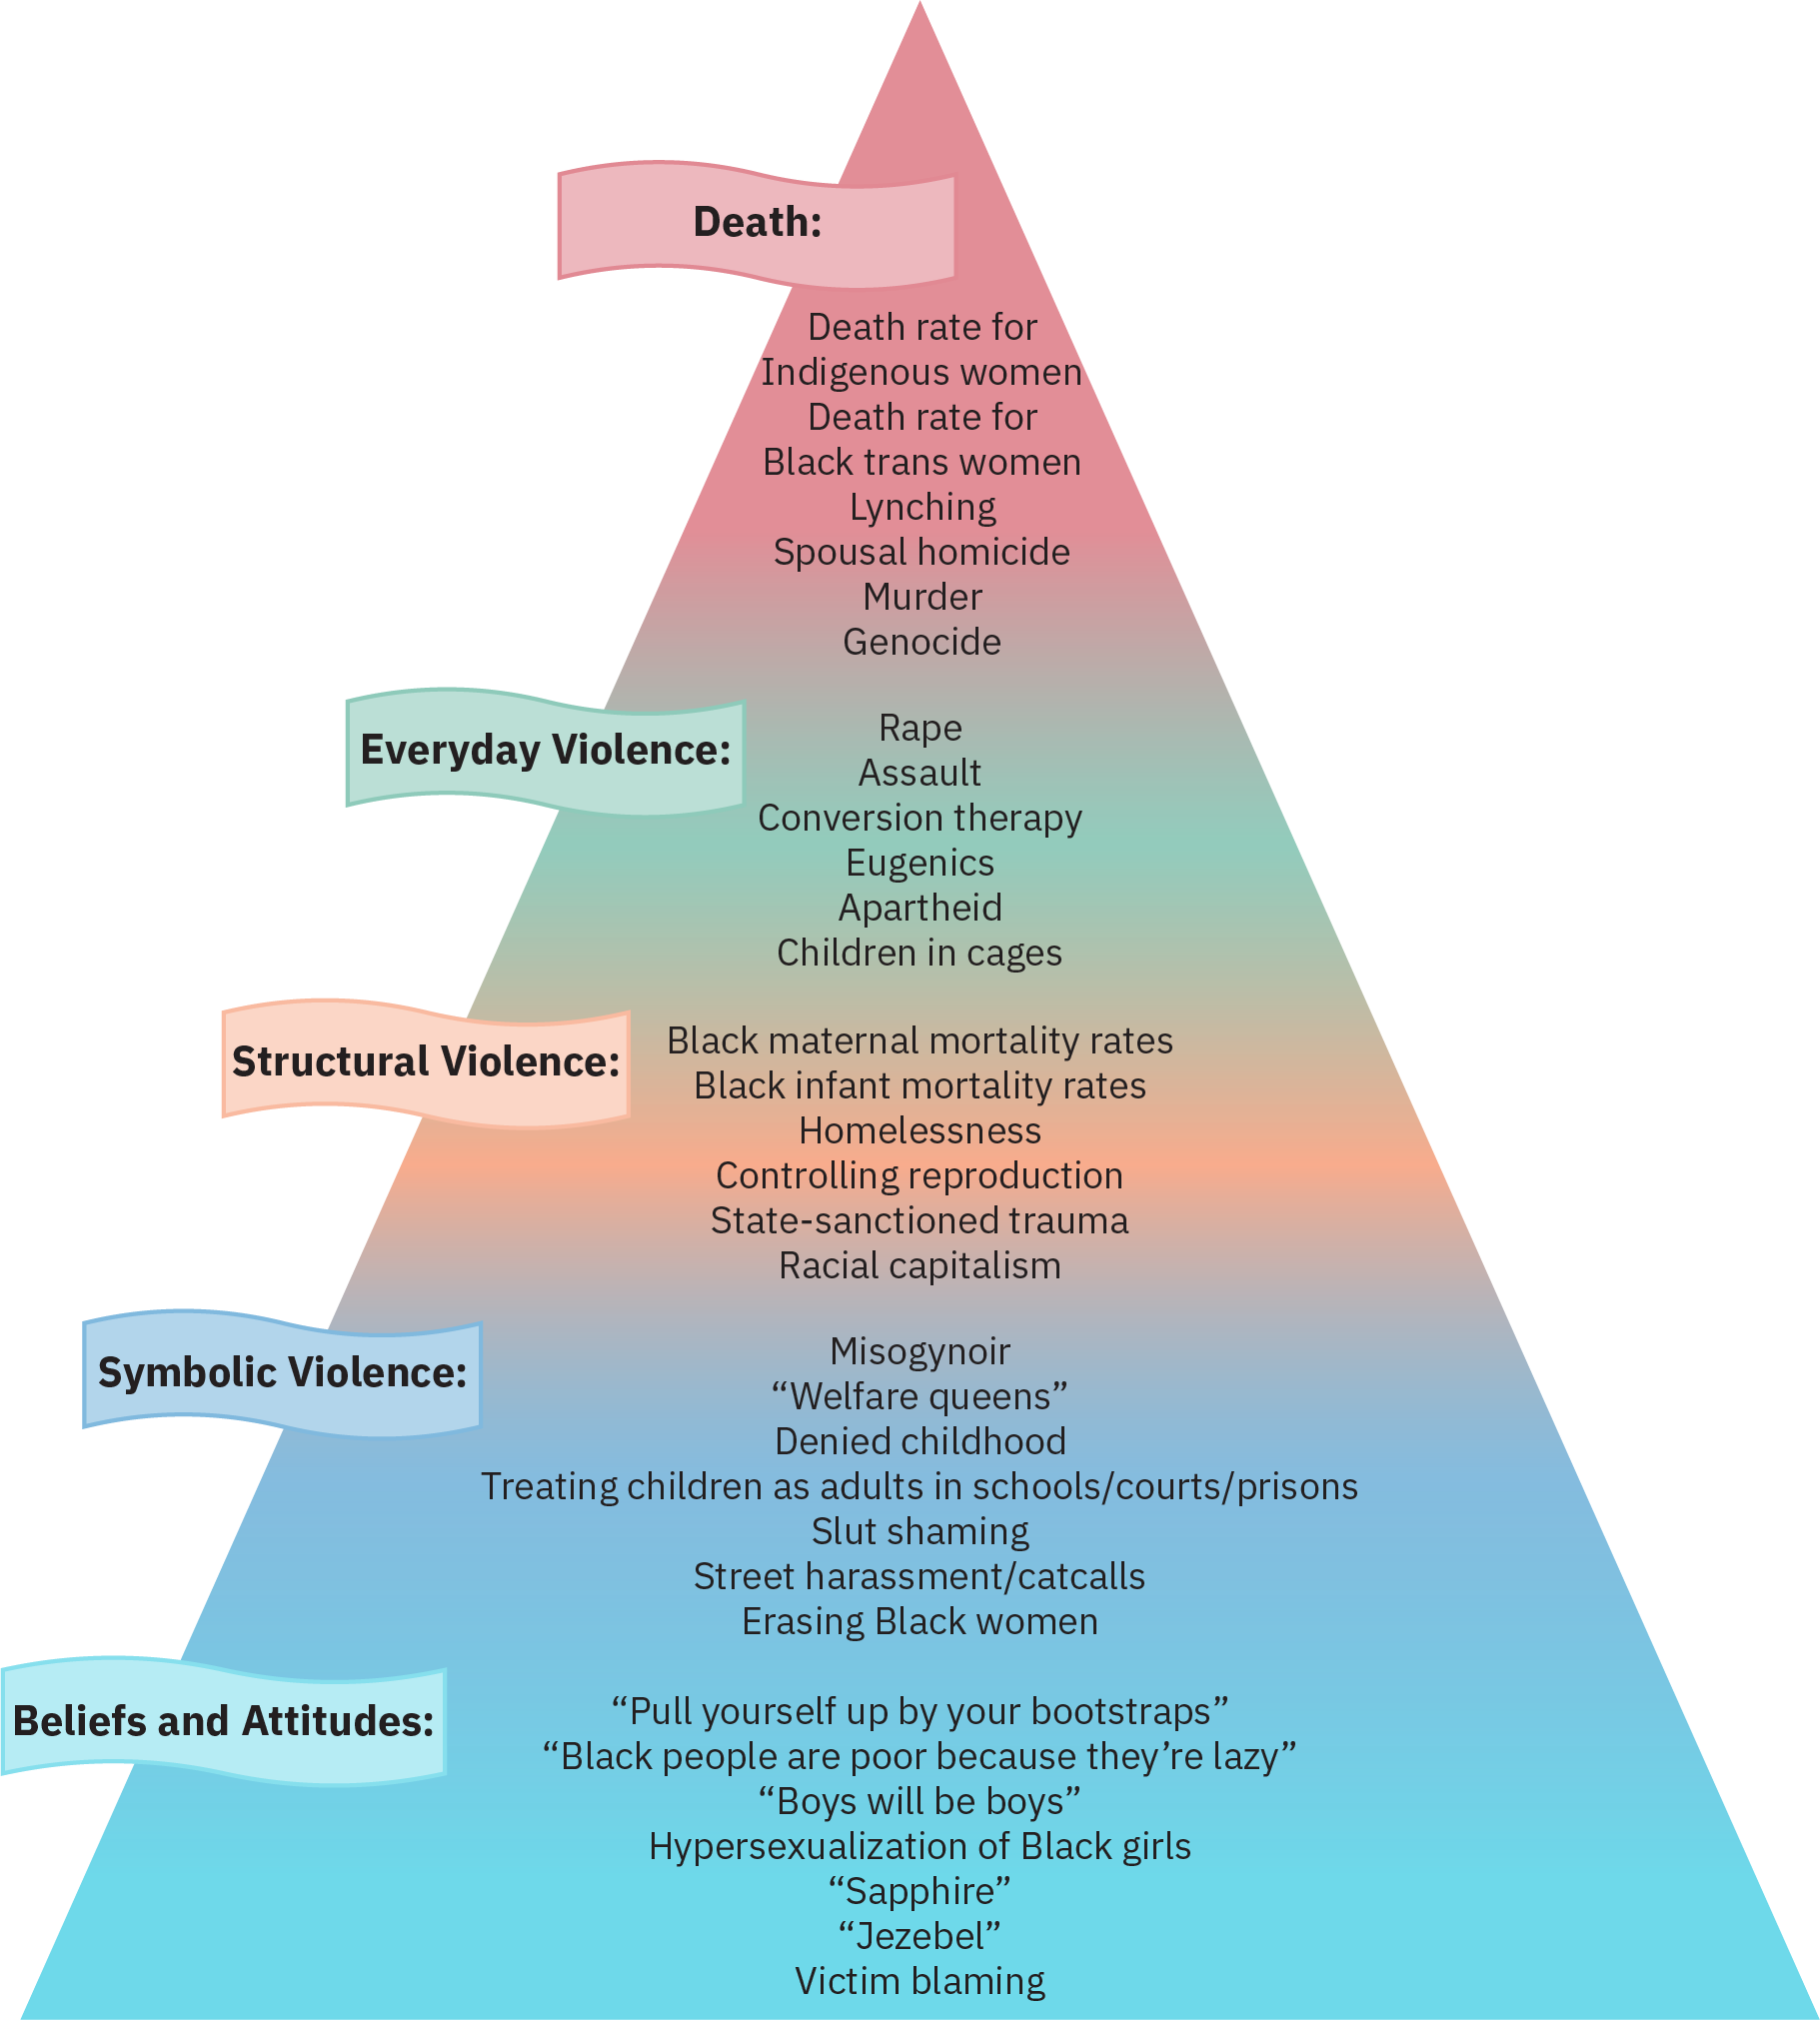 Death:
Death rate for
Indigenous women
Death rate for
Black trans women
Lynching
Spousal homicide
Murder
Genocide
Everyday Violence:
Rape
Assault
Conversion therapy
Eugenics
Apartheid
Children in cages
Structural Violence:
Black maternal mortality rates
Black infant mortality rates
Homelessness
Controlling reproduction
State-sanctioned trauma
Racial capitalism
Symbolic Violence:
Misogynoir
“Welfare queens”
Denied childhood
Treating children as adults in schools/courts/prisons
Slut shaming
Street harassment/catcalls
Erasing Black women
Beliefs and Attitudes:
“Pull yourself up by your bootstraps”
“Black people are poor because they’re lazy”
“Boys will be boys”
Hypersexualization of Black girls
“Sapphire”
“Jezebel”
Victim blaming